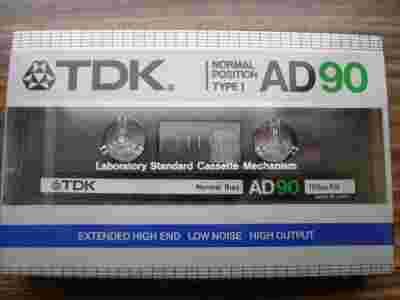 TDK.
NORMAL
POSITION
TYPE I
AD90
Laboratory Standard Cassette Mechanism
TDK
Normal Bias
AD90
EXTENDED HIGH END · LOW NOISE · HIGH OUTPUT